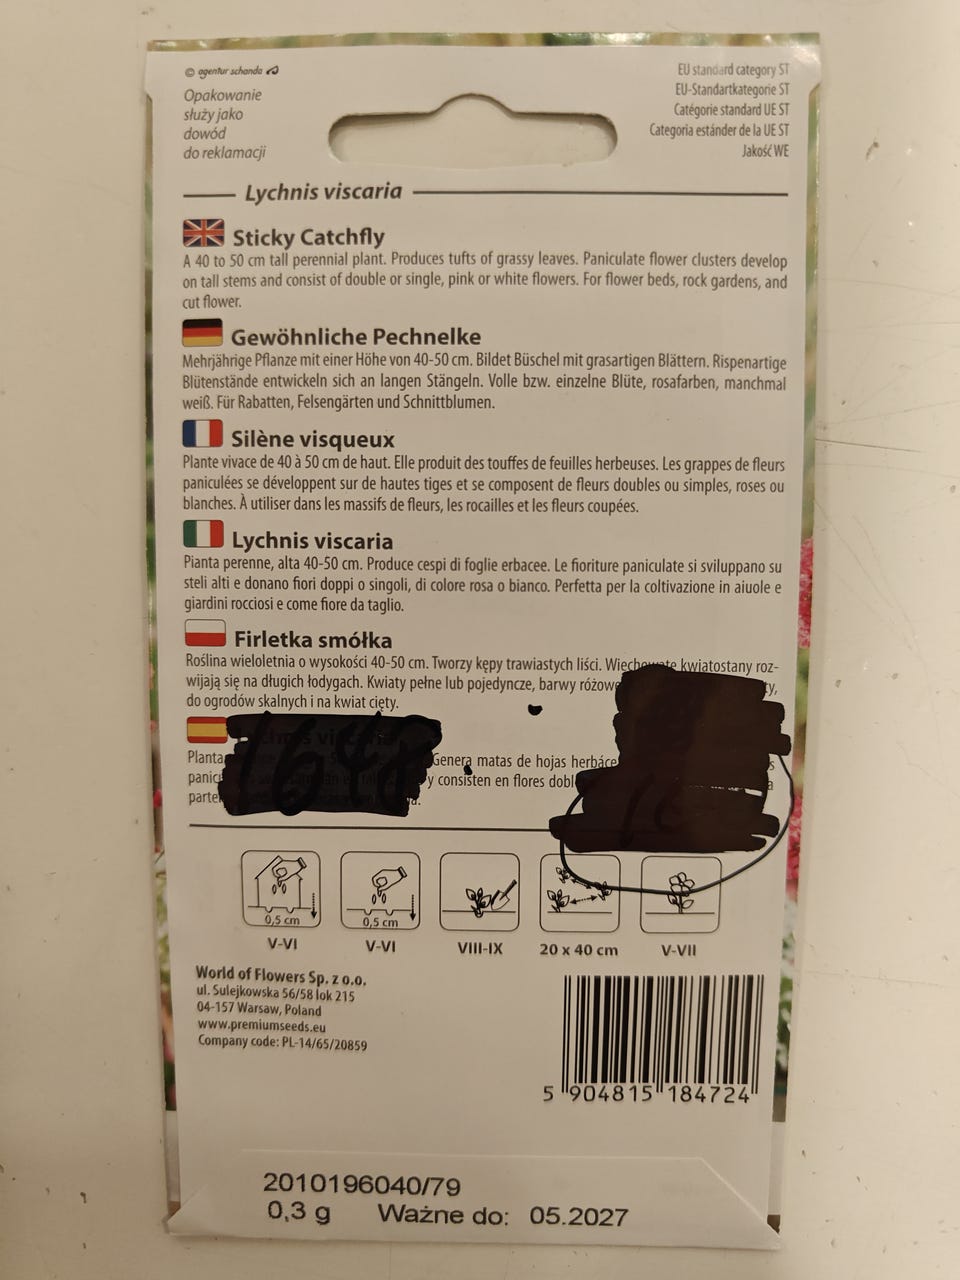 © agentur schanda
Opakowanie
służy jako
dowód
do reklamacji
EU standard category ST
EU-Standartkategorie ST
Catégorie standard UE ST
Categoria estánder de la UE ST
Jakość WE
Lychnis viscaria
Sticky Catchfly
A 40 to 50 cm tall perennial plant. Produces tufts of grassy leaves. Paniculate flower clusters develop
on tall stems and consist of double or single, pink or white flowers. For flower beds, rock gardens, and
cut flower.
Gewöhnliche Pechnelke
Mehrjährige Pflanze mit einer Höhe von 40-50 cm. Bildet Büschel mit grasartigen Blättern. Rispenartige
Blütenstände entwickeln sich an langen Stängeln. Volle bzw. einzelne Blüte, rosafarben, manchmal
weiß. Für Rabatten, Felsengärten und Schnittblumen.
Silène visqueux
Plante vivace de 40 à 50 cm de haut. Elle produit des touffes de feuilles herbeuses. Les grappes de fleurs
paniculées se développent sur de hautes tiges et se composent de fleurs doubles ou simples, roses ou
blanches. À utiliser dans les massifs de fleurs, les rocailles et les fleurs coupées.
Lychnis viscaria
Pianta perenne, alta 40-50 cm. Produce cespi di foglie erbacee. Le fioriture paniculate si sviluppano su
steli alti e donano fiori doppi o singoli, di colore rosa o bianco. Perfetta per la coltivazione in aiuole e
giardini rocciosi e come fiore da taglio.
Firletka smółka
Roślina wieloletnia o wysokości 40-50 cm. Tworzy kępy trawiastych liści. Wiechowate kwiatostany roz-
wijają się na długich łodygach. Kwiaty pełne lub pojedyncze, barwy
do ogrodów skalnych i na kwiat cięty.
Lychnis viscaria
Planta Genera matas de hojas
y consisten en flores
0,5 cm
0,5 cm
V-VI
V-VI
VIII-IX
20 x 40 cm
V-VII
World of Flowers Sp. z o.o.
ul. Sulejkowska 56/58 lok 215
04-157 Warsaw, Poland
www.premiumseeds.eu
Company code: PL-14/65/20859
5 904815 184724
2010196040/79
0,3 g Ważne do: 05.2027